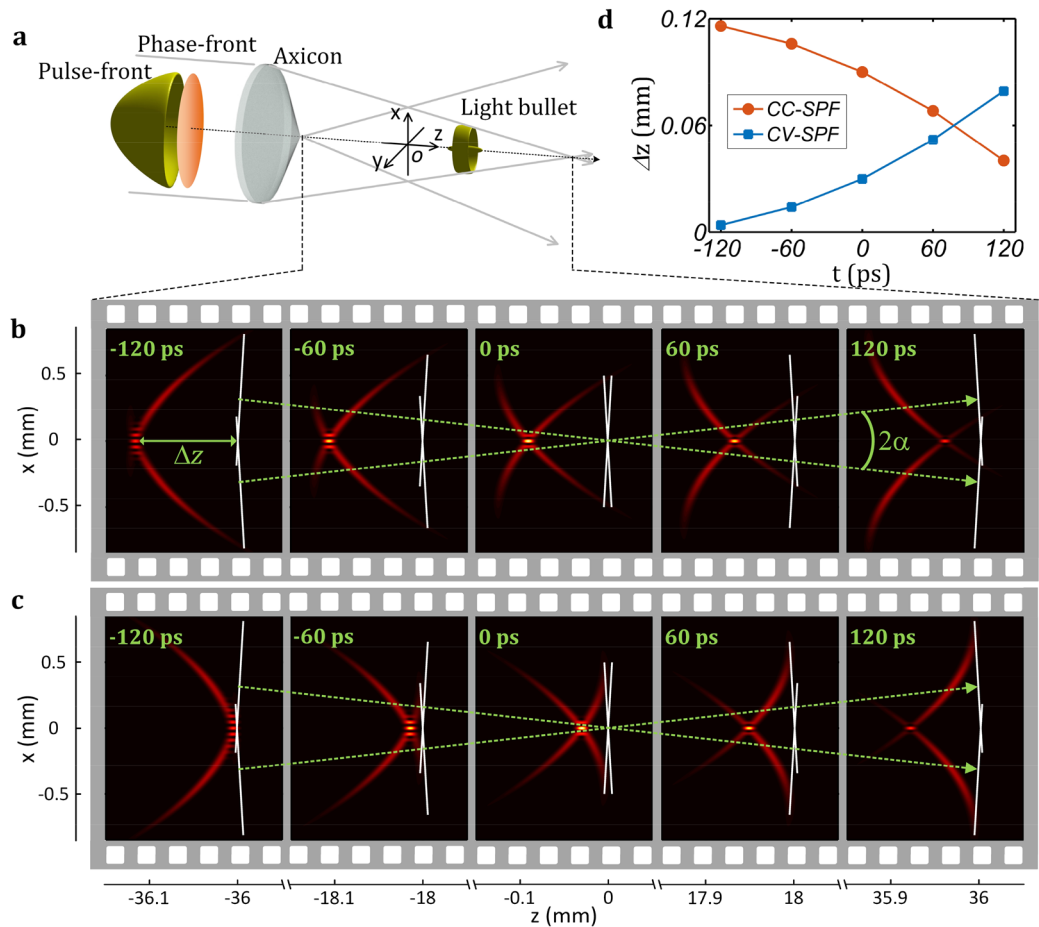 a
Phase-front
Pulse-front
Axicon
Light bullet
x
z
y
o
d
0.12
0.06
0
Δz (mm)
CC-SPF
CV-SPF
-120 -60 0 60 120
t (ps)
b
-120 ps -60 ps 0 ps 60 ps 120 ps
0.5
0
-0.5
x (mm)
Δz
2α
c
-120 ps -60 ps 0 ps 60 ps 120 ps
0.5
0
-0.5
x (mm)
-36.1 -36 -18.1 -18 -0.1 0 17.9 18 35.9 36
z (mm)